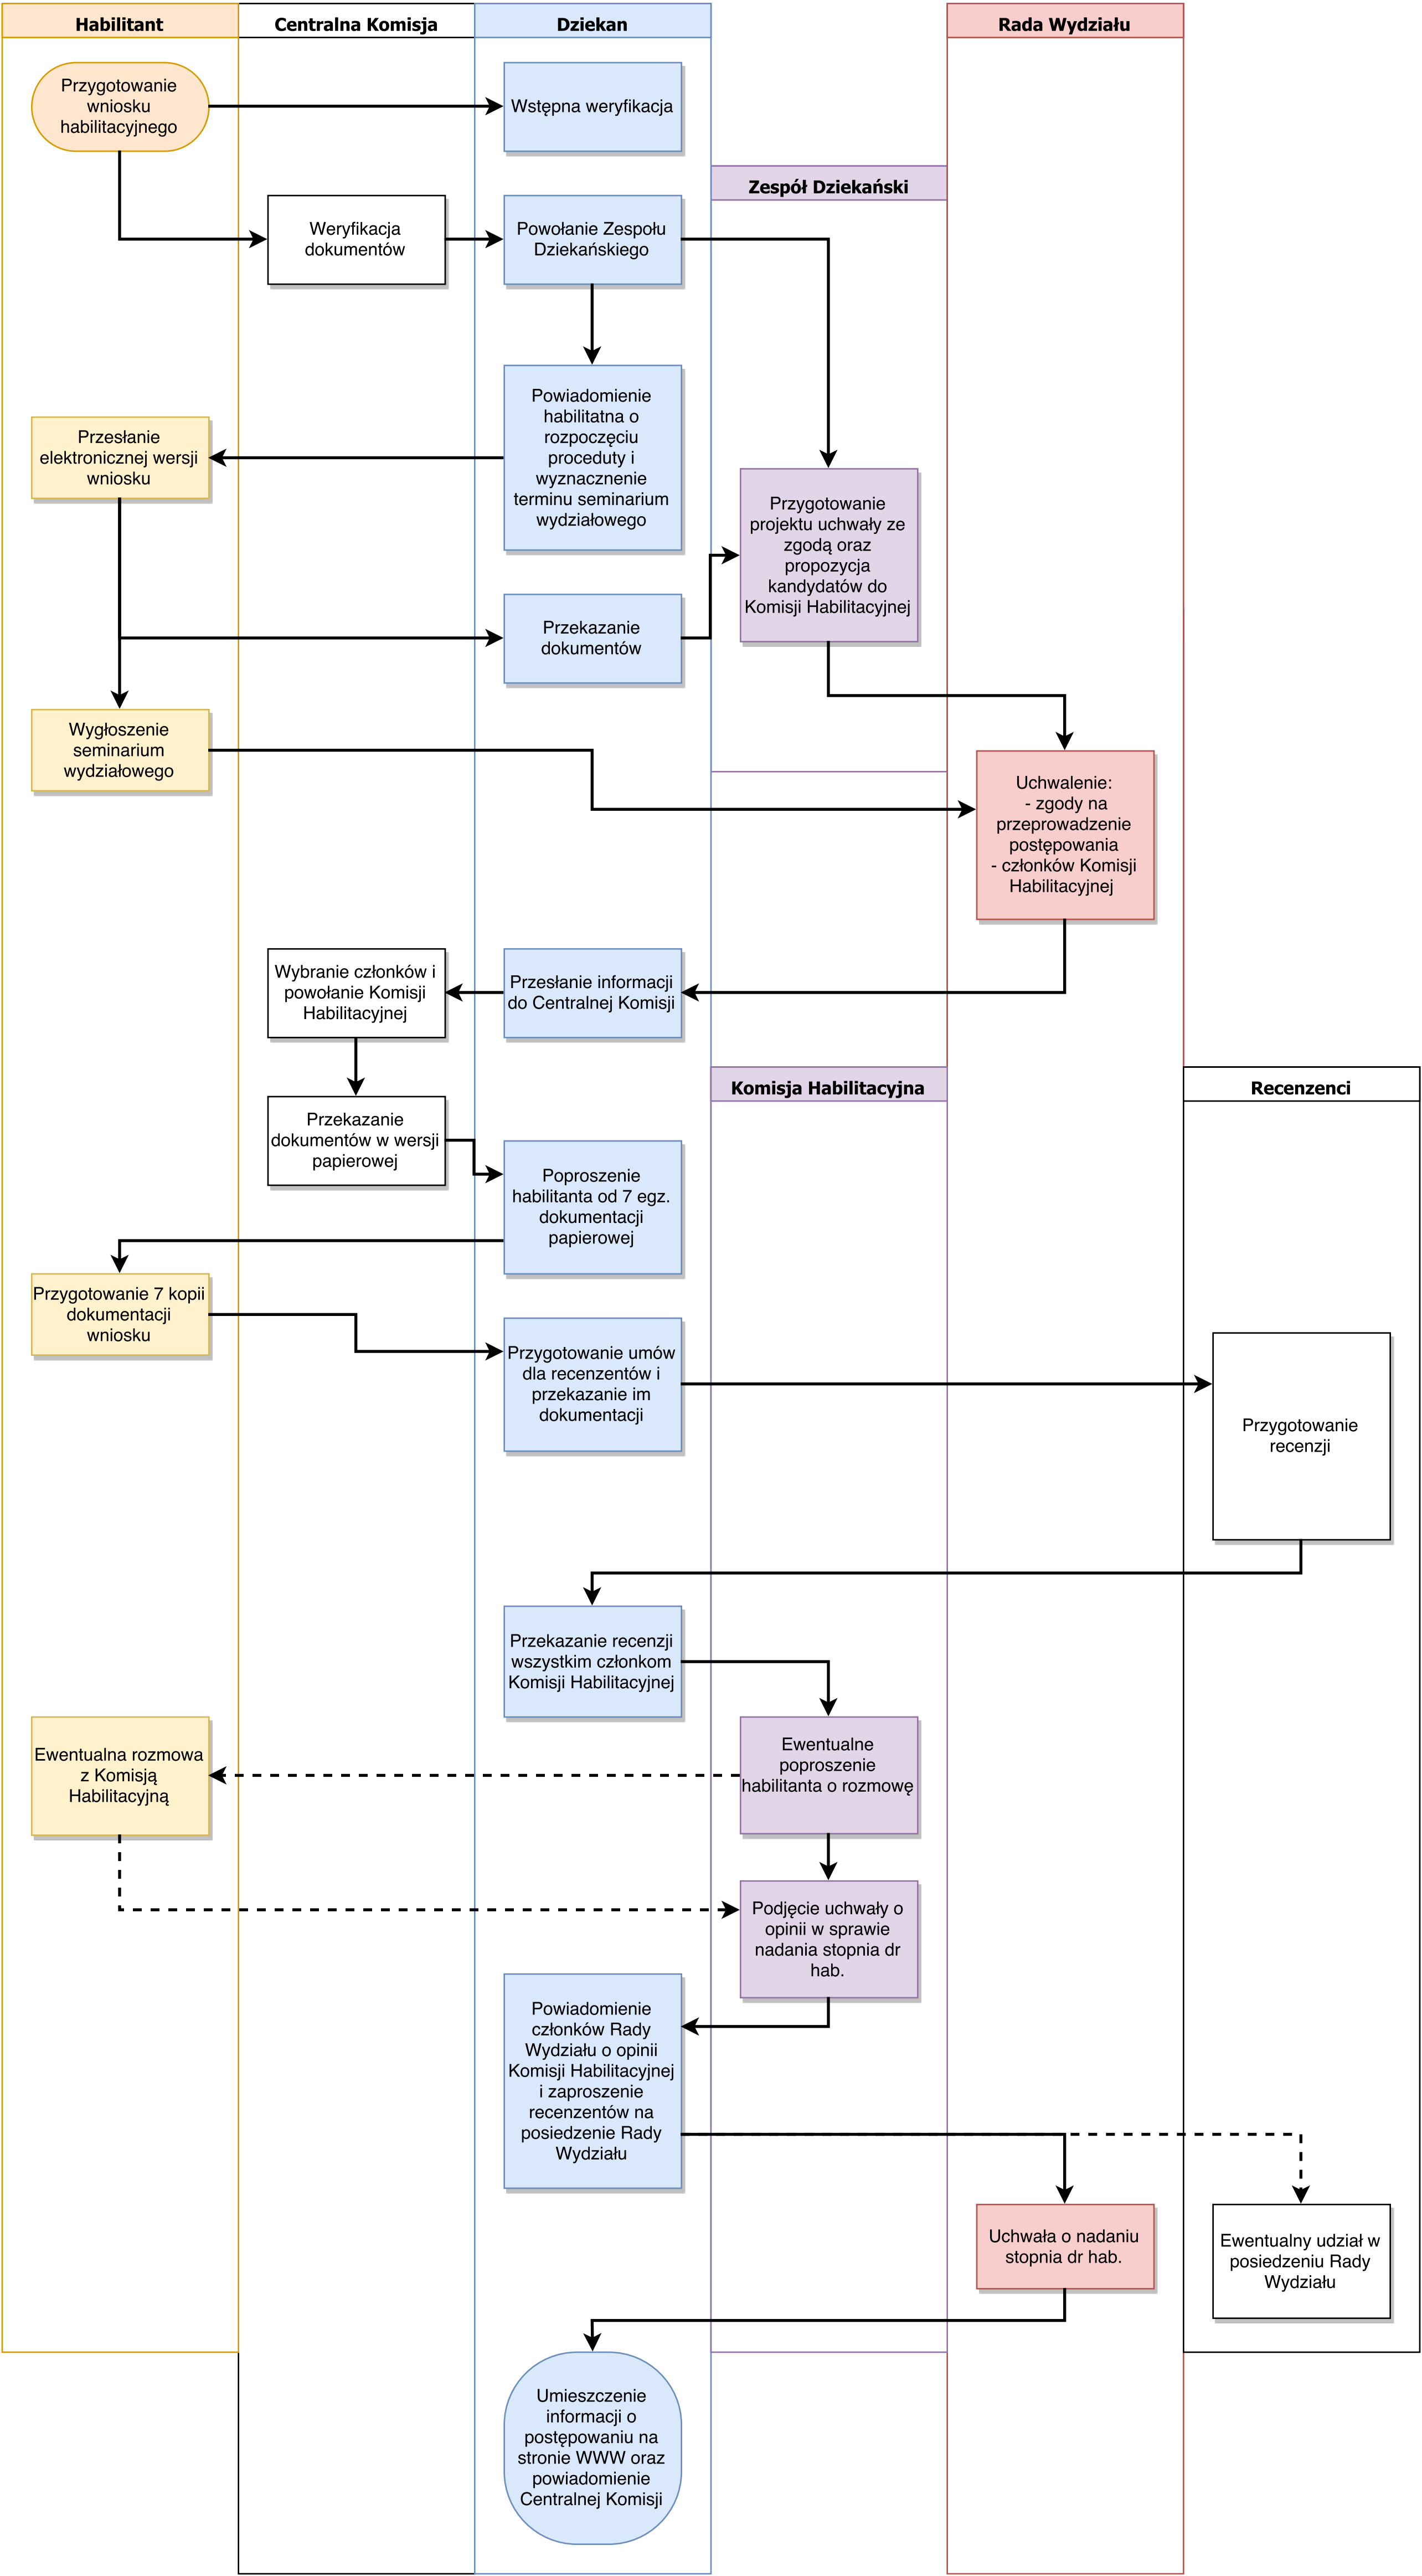 Habilitant
Centralna Komisja
Dziekan
Rada Wydziału
Przygotowanie
wniosku
habilitacyjnego
Wstępna weryfikacja
Zespół Dziekański
Weryfikacja
dokumentów
Powołanie Zespołu
Dziekańskiego
Powiadomienie
habilitatna o
rozpoczęciu
proceduty i
wyznacznenie
terminu seminarium
wydziałowego
Przesłanie
elektronicznej wersji
wniosku
Przygotowanie
projektu uchwały ze
zgodą oraz
propozycja
kandydatów do
Komisji Habilitacyjnej
Przekazanie
dokumentów
Wygłoszenie
seminarium
wydziałowego
Uchwalenie:
- zgody na
przeprowadzenie
postępowania
- członków Komisji
Habilitacyjnej
Wybranie członków i
powołanie Komisji
Habilitacyjnej
Przesłanie informacji
do Centralnej Komisji
Komisja Habilitacyjna
Recenzenci
Przekazanie
dokumentów w wersji
papierowej
Poproszenie
habilitanta od 7 egz.
dokumentacji
papierowej
Przygotowanie 7 kopii
dokumentacji
wniosku
Przygotowanie umów
dla recenzentów i
przekazanie im
dokumentacji
Przygotowanie
recenzji
Przekazanie recenzji
wszystkim członkom
Komisji Habilitacyjnej
Ewentualna rozmowa
z Komisją
Habilitacyjną
Ewentualne
poproszenie
habilitanta o rozmowę
Podjęcie uchwały o
opinii w sprawie
nadania stopnia dr
hab.
Powiadomienie
członków Rady
Wydziału o opinii
Komisji Habilitacyjnej
i zaproszenie
recenzentów na
posiedzenie Rady
Wydziału
Uchwała o nadaniu
stopnia dr hab.
Ewentualny udział w
posiedzeniu Rady
Wydziału
Umieszczenie
informacji o
postępowaniu na
stronie WWW oraz
powiadomienie
Centralnej Komisji